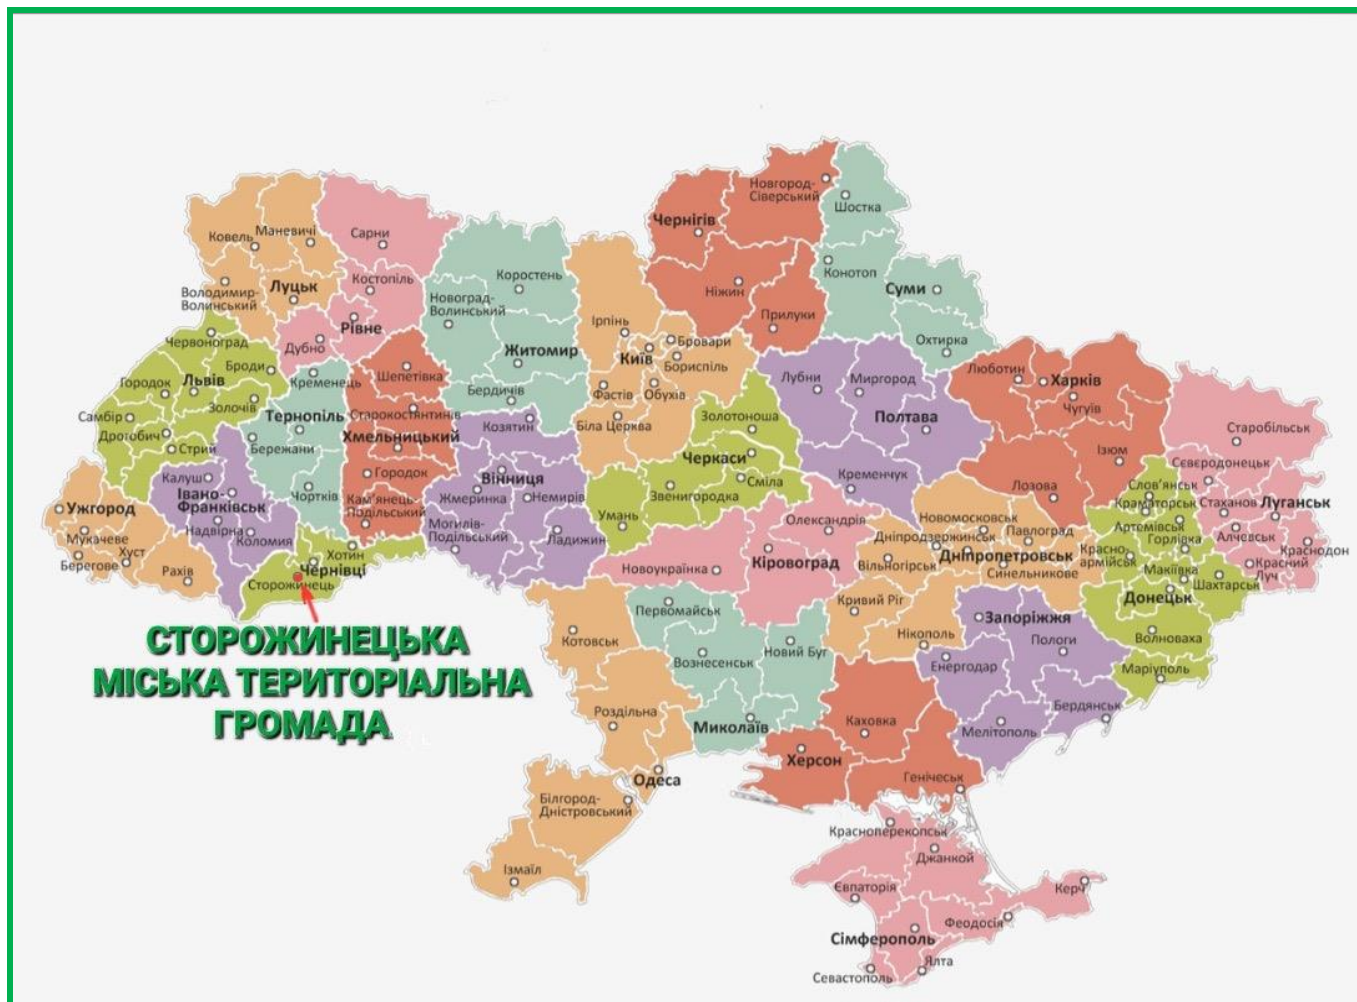 Новгород-
Сіверський
Шостка
Чернігів
Сарни
Маневичі
Ковель
Конотоп
Коростень
Костопіль
Луцьк
Володимир-
Волинський
Ніжин
Суми
Новоград-
Волинський
Прилуки
Рівне
Ірпінь
Червоноград
Дубно
Бровари
Київ
Житомир
Охтирка
Броди
Бориспіль
Шепетівка
Кременець
Люботин
Харків
Львів
Городок
Лубни
Миргород
Бердичів
Фастів
Обухів
Чугуїв
Золочів
Самбір
Тернопіль
Старокостянтинів
Золотоноша
Полтава
Козятин
Біла Церква
Старобільськ
Дрогобич
Хмельницький
Стрий
Бережани
Черкаси
Ізюм
Сєвєродонецьк
Калуш
Городок
Вінниця
Кременчук
Сміла
Слов'янськ
Івано-
Франківськ
Чортків
Жмеринка
Немирів
Звенигородка
Лозова
Краматорськ
Стаханов
Луганськ
Ужгород
Кам'янець-
Подільський
Умань
Олександрія
Новомосковськ
Артемівськ
Надвірна
Коломия
Могилів-
Подільський
Ладижин
Дніпродзержинськ
Павлоград
Горлівка
Алчевськ
Мукачеве
Хотин
Кіровоград
Дніпропетровськ
Красно-
армійськ
Краснодон
Берегове
Хуст
Рахів
Чернівці
Новоукраїнка
Вільногірськ
Синельникове
Макіївка
Красний
Луч
Шахтарськ
Сторожинець
Первомайськ
Кривий Ріг
Запоріжжя
Донецьк
СТОРОЖИНЕЦЬКА
МІСЬКА ТЕРИТОРІАЛЬНА
ГРОМАДА
Котовськ
Вознесенськ
Новий Буг
Нікополь
Енергодар
Пологи
Волноваха
Маріуполь
Роздільна
Миколаїв
Каховка
Мелітополь
Бердянськ
Херсон
Одеса
Генічеськ
Білгород-
Дністровський
Красноперекопськ
Джанкой
Ізмаїл
Євпаторія
Керч
Феодосія
Сімферополь
Ялта
Севастополь